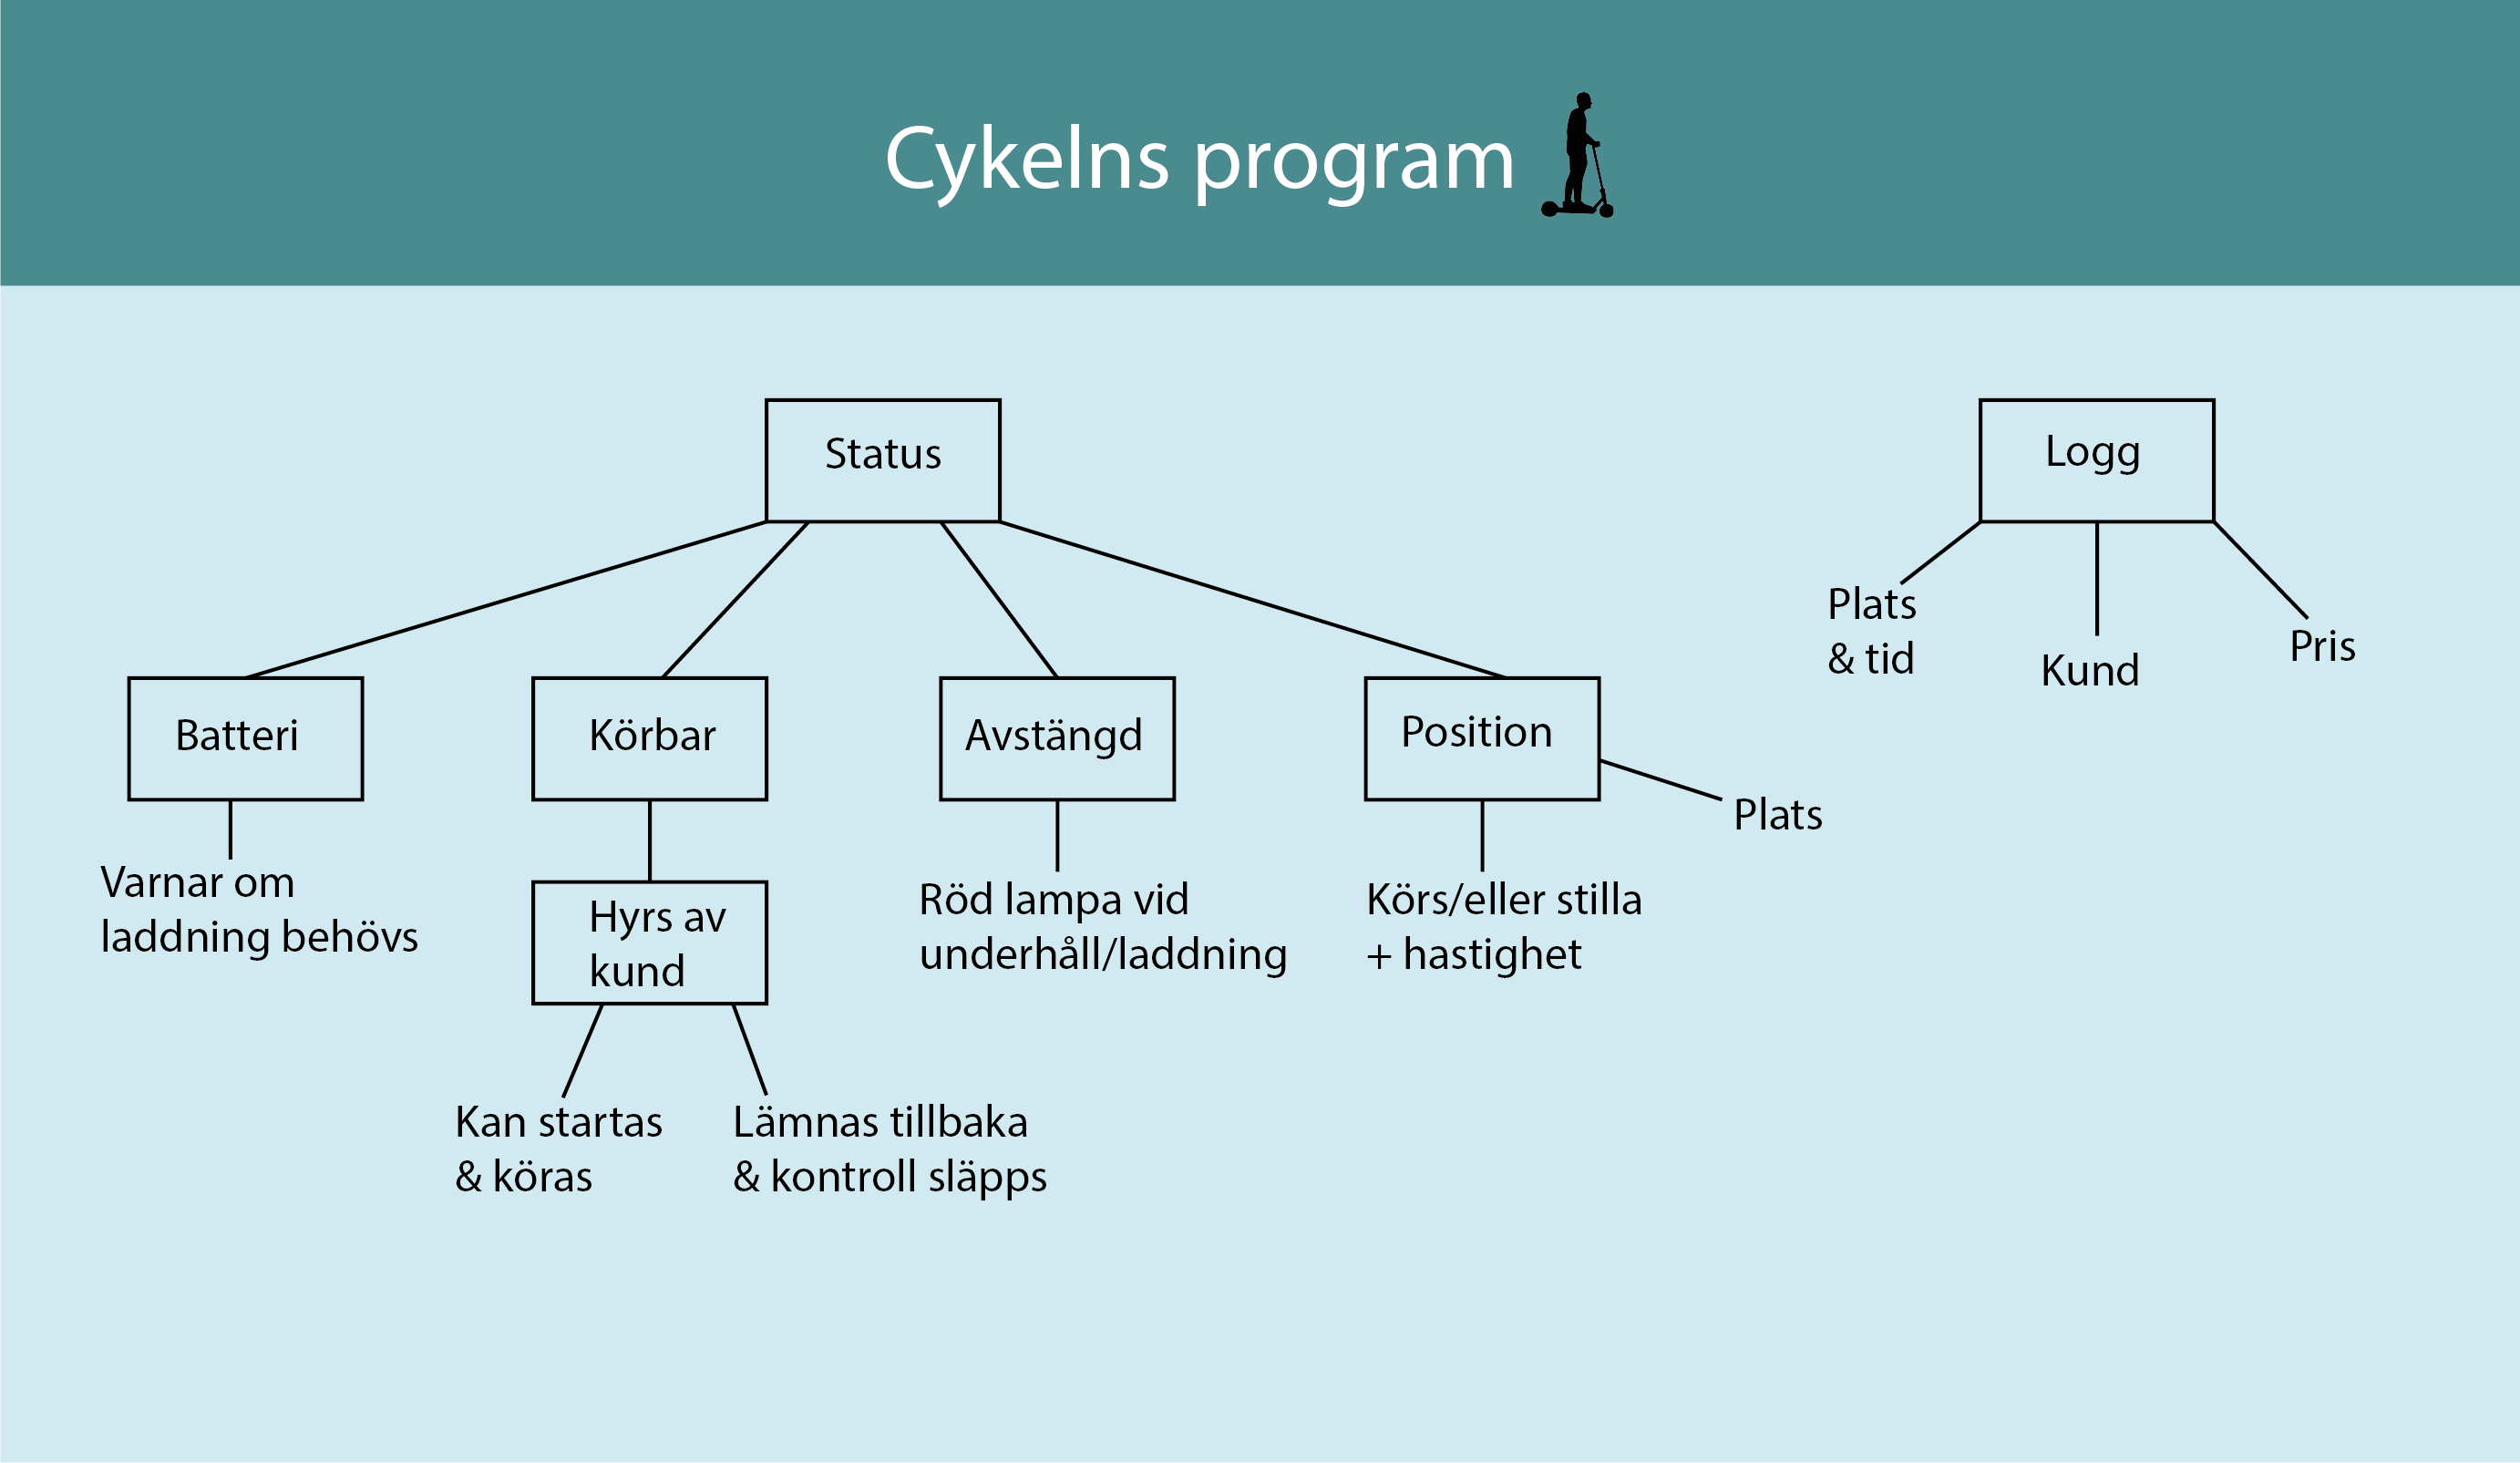 Cykelns program
Status
Logg
Plats
& tid
Kund
Pris
Batteri
Körbar
Avstängd
Position
Plats
Varnar om
laddning behövs
Hyrs av
kund
Röd lampa vid
underhåll/laddning
Körs/eller stilla
+ hastighet
Kan startas
& köras
Lämnas tillbaka
& kontroll släpps